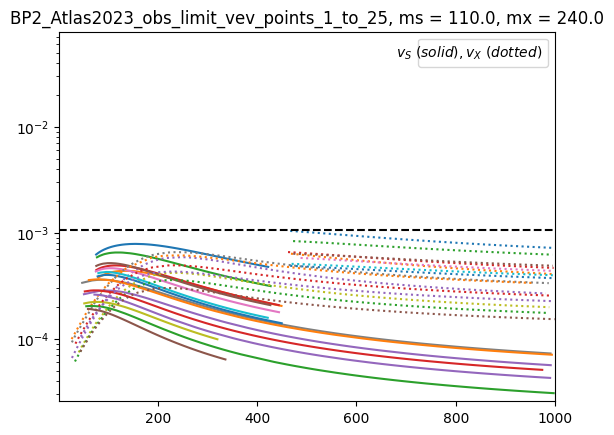 BP2_Atlas2023_obs_limit_vev_points_1_to_25, ms = 110.0, mx = 240.0
v_S (solid), v_X (dotted)
10^{-2}
10^{-3}
10^{-4}
200 400 600 800 1000